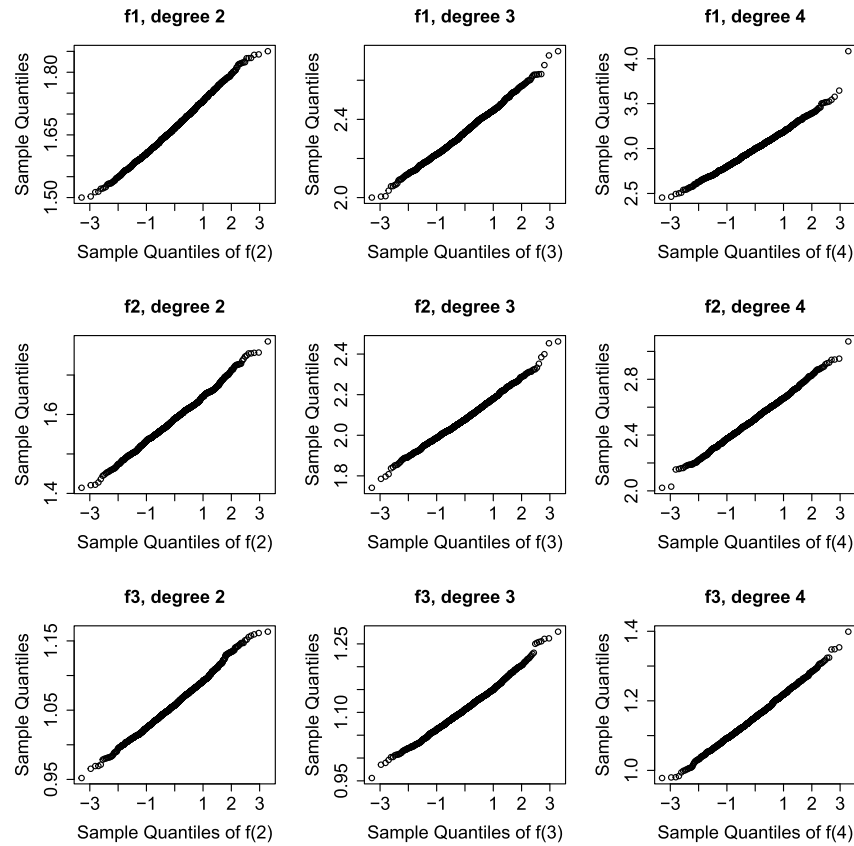 f1, degree 2
Sample Quantiles
1.50 1.65 1.80
−3 −1 1 2 3
Sample Quantiles of f(2)
f1, degree 3
Sample Quantiles
2.0 2.4
−3 −1 1 2 3
Sample Quantiles of f(3)
f1, degree 4
Sample Quantiles
2.5 3.0 3.5 4.0
−3 −1 1 2 3
Sample Quantiles of f(4)
f2, degree 2
Sample Quantiles
1.4 1.6
−3 −1 1 2 3
Sample Quantiles of f(2)
f2, degree 3
Sample Quantiles
1.8 2.0 2.2 2.4
−3 −1 1 2 3
Sample Quantiles of f(3)
f2, degree 4
Sample Quantiles
2.0 2.4 2.8
−3 −1 1 2 3
Sample Quantiles of f(4)
f3, degree 2
Sample Quantiles
0.95 1.05 1.15
−3 −1 1 2 3
Sample Quantiles of f(2)
f3, degree 3
Sample Quantiles
0.95 1.10 1.25
−3 −1 1 2 3
Sample Quantiles of f(3)
f3, degree 4
Sample Quantiles
1.0 1.2 1.4
−3 −1 1 2 3
Sample Quantiles of f(4)